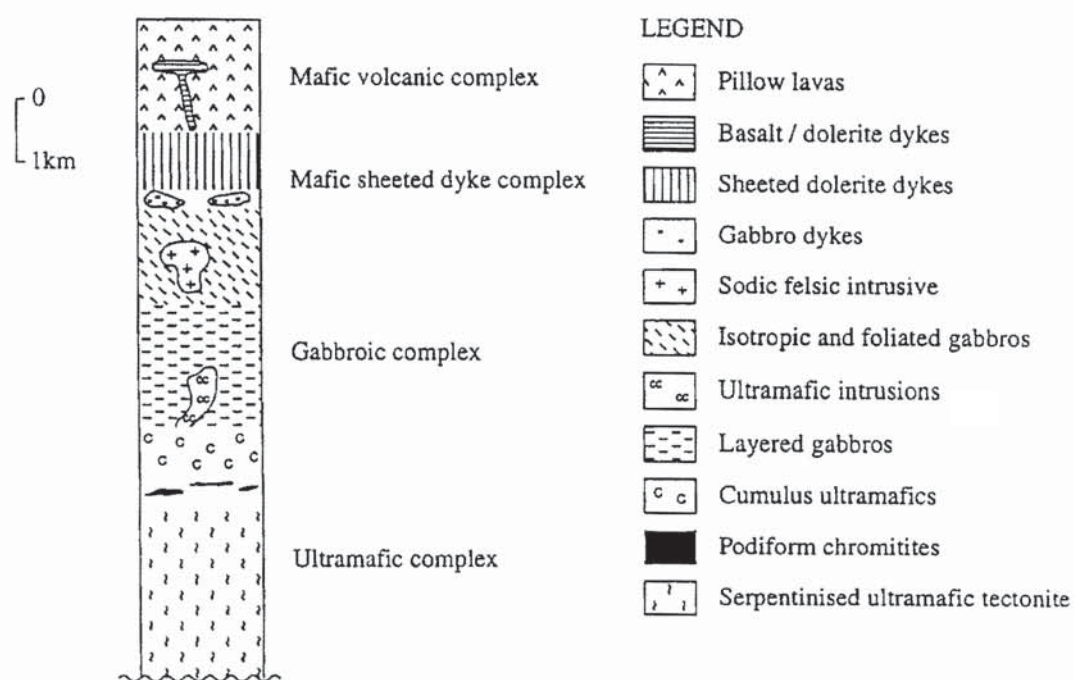 0
1km
Mafic volcanic complex
Mafic sheeted dyke complex
Gabbroic complex
Ultramafic complex
LEGEND
Pillow lavas
Basalt / dolerite dykes
Sheeted dolerite dykes
Gabbro dykes
Sodic felsic intrusive
Isotropic and foliated gabbros
Ultramafic intrusions
Layered gabbros
Cumulus ultramafics
Podiform chromitites
Serpentinised ultramafic tectonite